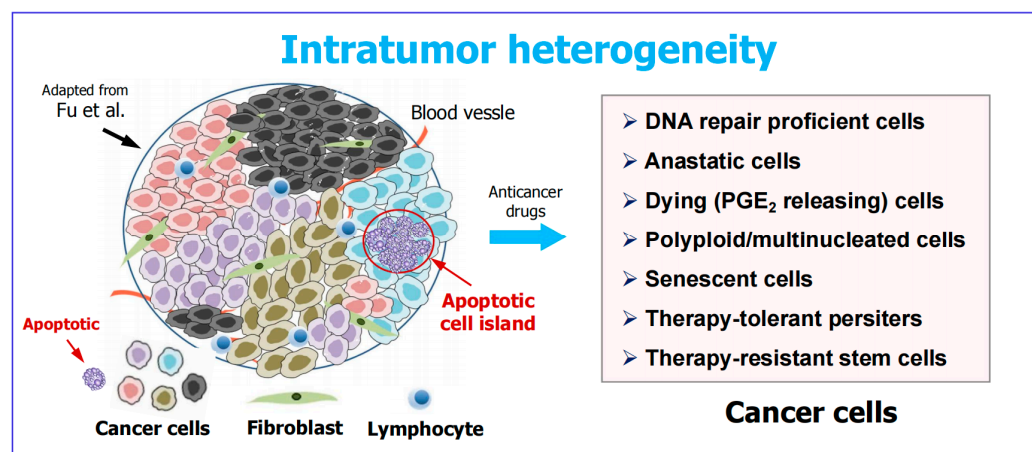 Intratumor heterogeneity
Adapted from
Fu et al.
Blood vessle
Anticancer
drugs
Apoptotic
cell island
Apoptotic
Cancer cells
Fibroblast
Lymphocyte
➢ DNA repair proficient cells
➢ Anastatic cells
➢ Dying (PGE₂ releasing) cells
➢ Polyploid/multinucleated cells
➢ Senescent cells
➢ Therapy-tolerant persiters
➢ Therapy-resistant stem cells
Cancer cells